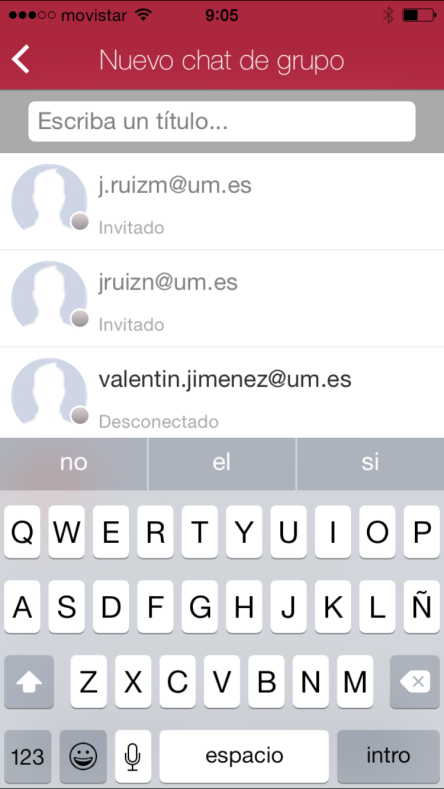 movistar 9:05
Nuevo chat de grupo
Escriba un título...
j.ruizm@um.es
Invitado
jruizn@um.es
Invitado
valentin.jimenez@um.es
Desconectado
no el si
Q W E R T Y U I O P
A S D F G H J K L Ñ
Z X C V B N M
123 espacio intro